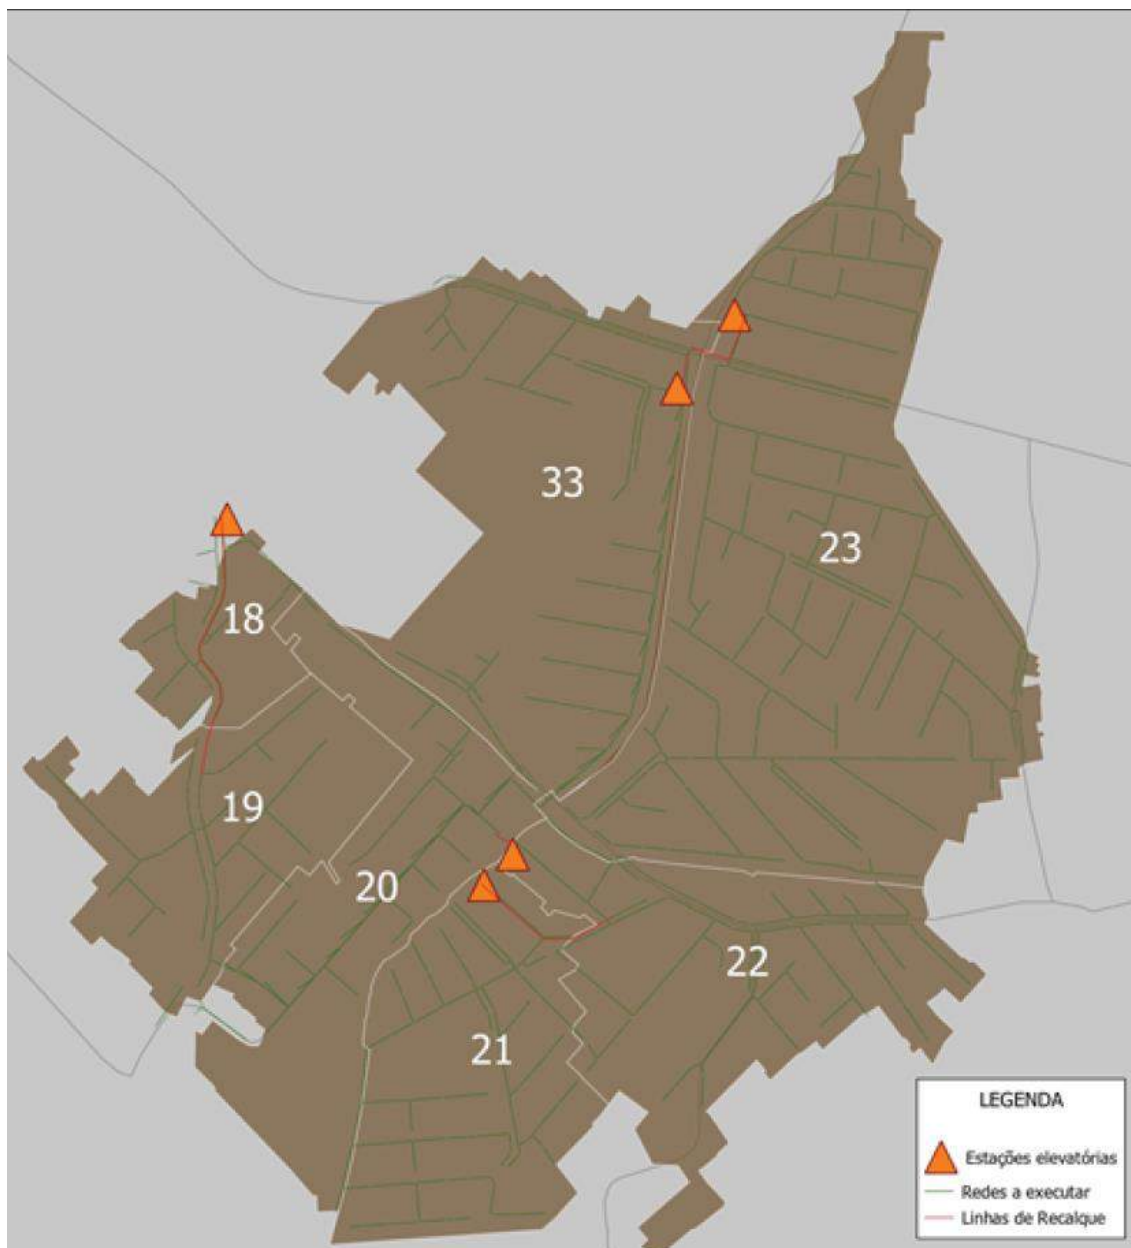 33
23
18
19
20
22
21
LEGENDA
Estações elevatórias
Redes a executar
Linhas de Recalque